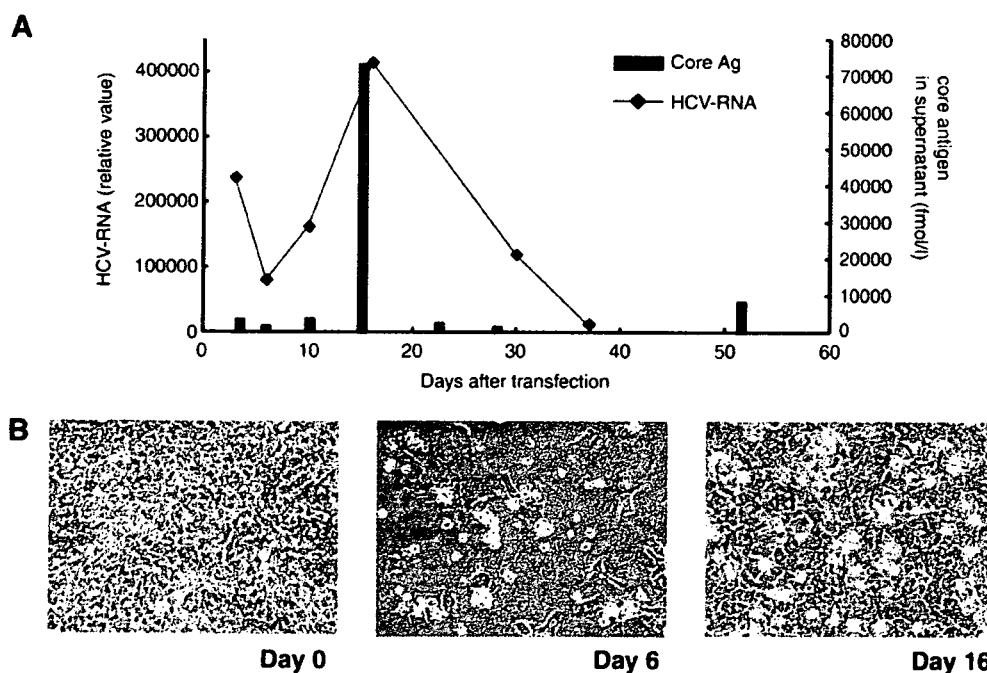 A
HCV-RNA (relative value)
400000
300000
200000
100000
0
Core Ag
HCV-RNA
80000
70000
60000
50000
40000
30000
20000
10000
0
core antigen
in supernatant (fmol/l)
0 10 20 30 40 50 60
Days after transfection
B
Day 0 Day 6 Day 16